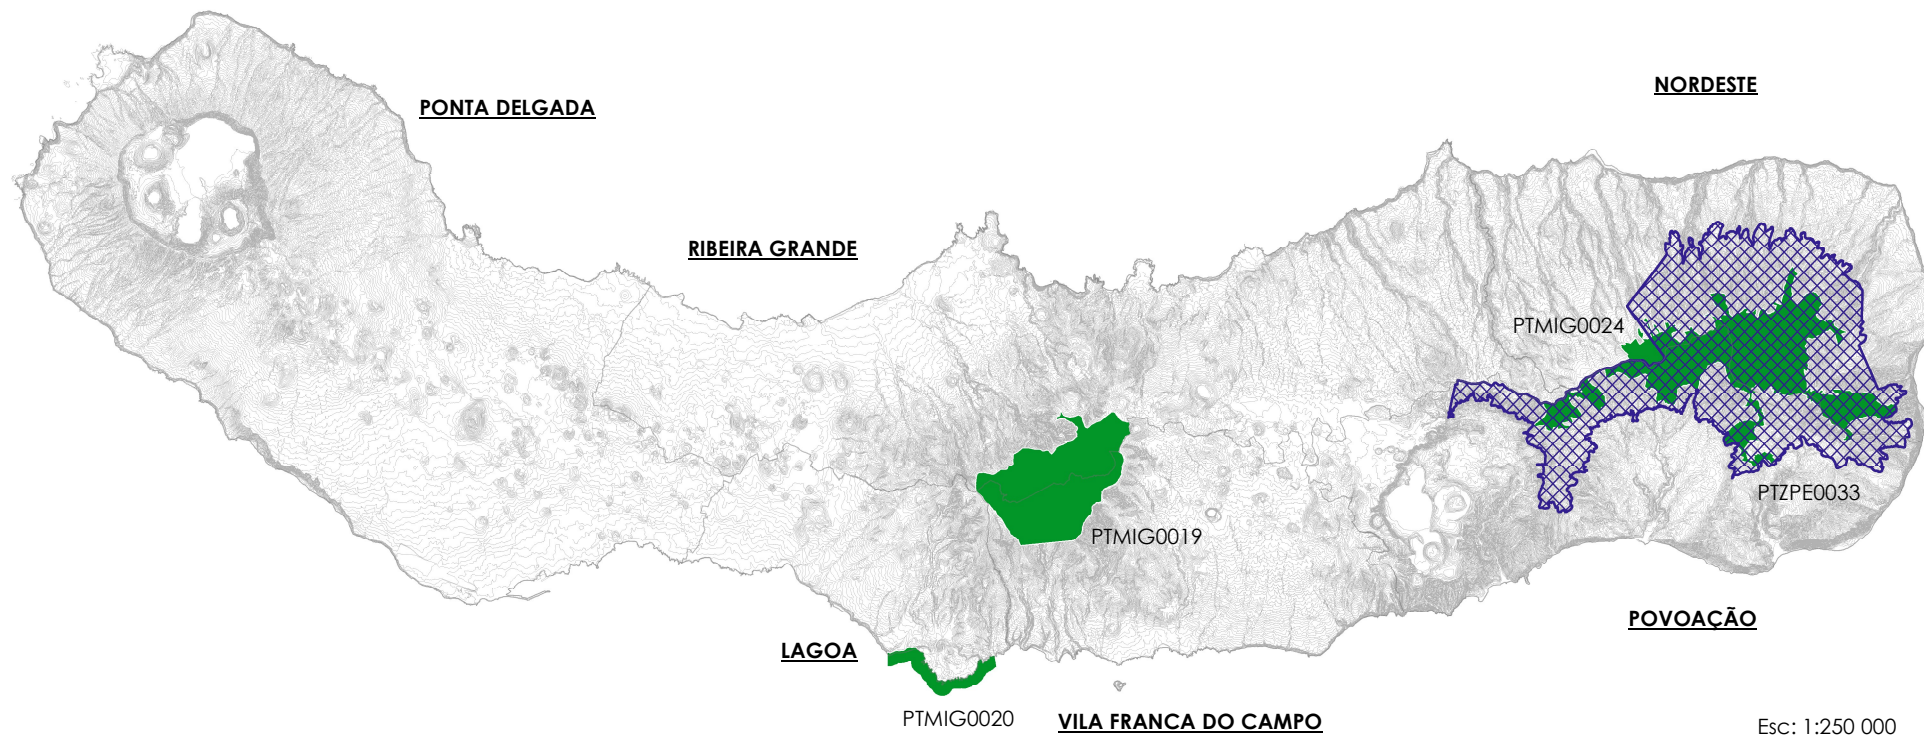 NORDESTE
PONTA DELGADA
RIBEIRA GRANDE
PTMIG0024
PTZPE0033
PTMIG0019
POVOAÇÃO
LAGOA
PTMIG0020
VILA FRANCA DO CAMPO
Esc: 1:250 000